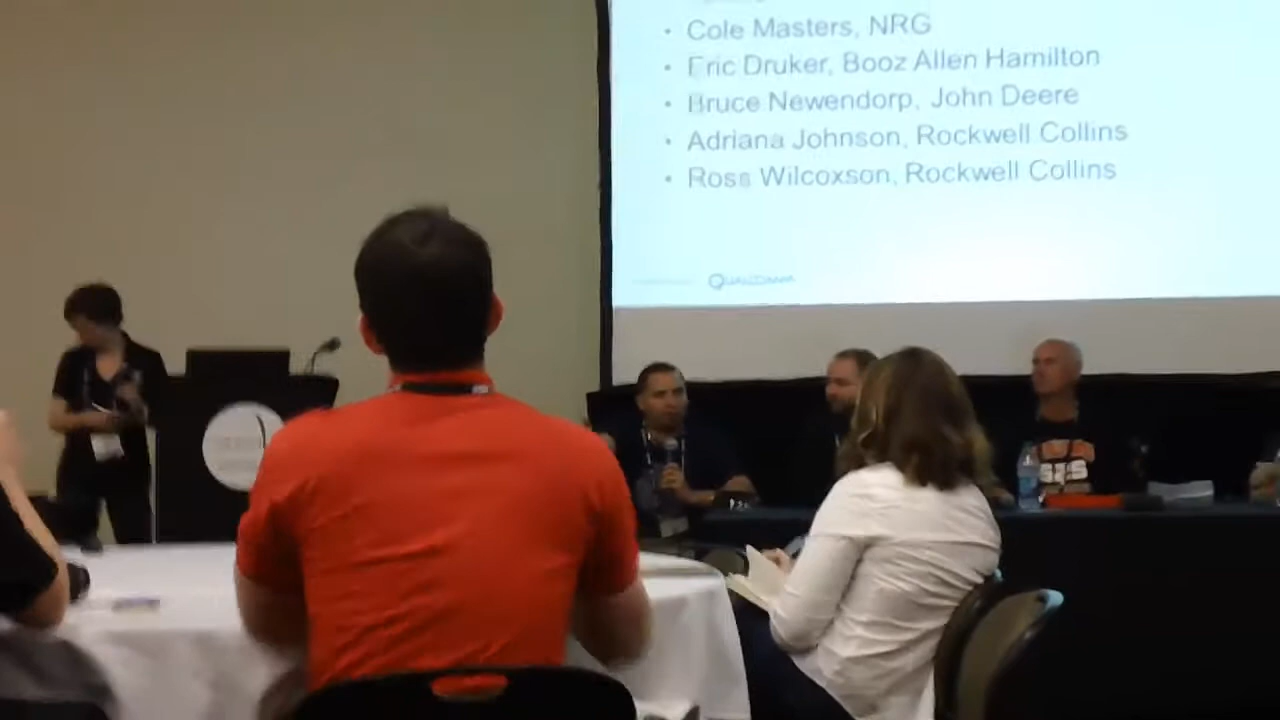 Cole Masters, NRG
Eric Druker, Booz Allen Hamilton
Bruce Newendorp, John Deere
Adriana Johnson, Rockwell Collins
Ross Wilcoxson, Rockwell Collins
QUALCOMM